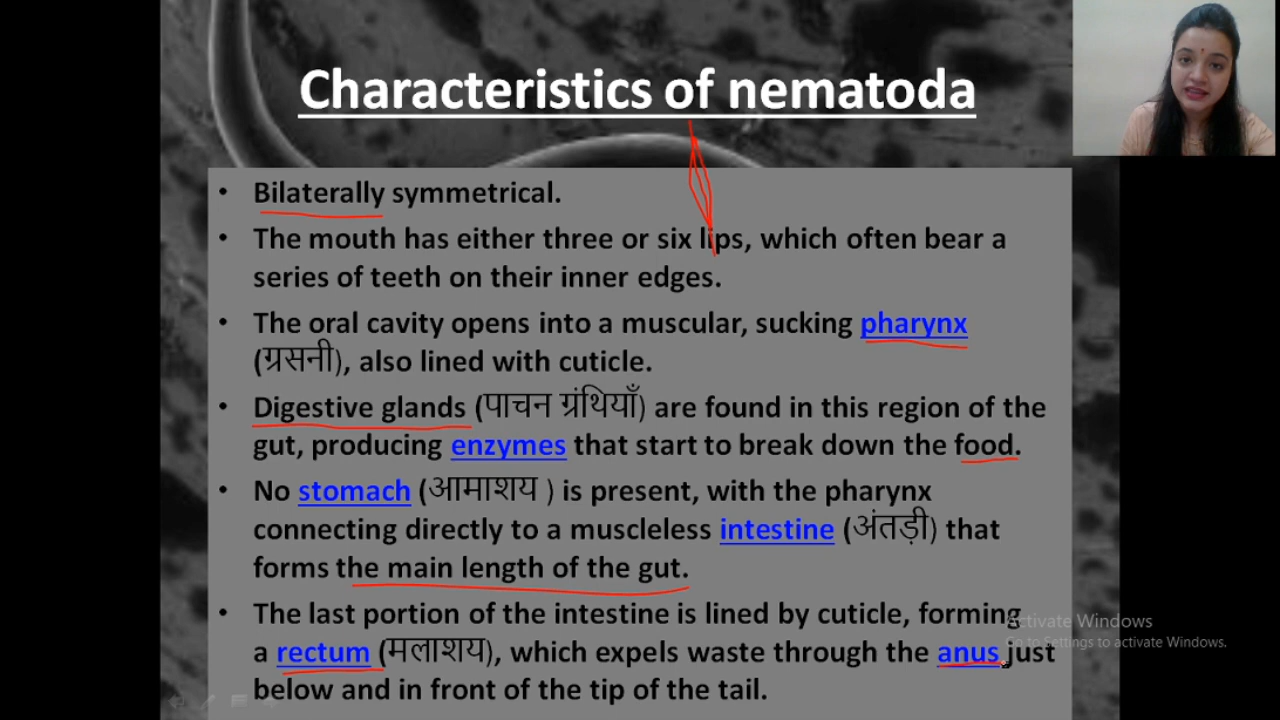 Characteristics of nematoda
• Bilaterally symmetrical.
• The mouth has either three or six lips, which often bear a
series of teeth on their inner edges.
• The oral cavity opens into a muscular, sucking pharynx
(ग्रसनी), also lined with cuticle.
• Digestive glands (पाचन ग्रंथियाँ) are found in this region of the
gut, producing enzymes that start to break down the food.
• No stomach (आमाशय ) is present, with the pharynx
connecting directly to a muscleless intestine (अंतड़ी) that
forms the main length of the gut.
• The last portion of the intestine is lined by cuticle, forming
a rectum (मलाशय), which expels waste through the anus just
below and in front of the tip of the tail.
Activate Windows
Go to Settings to activate Windows.